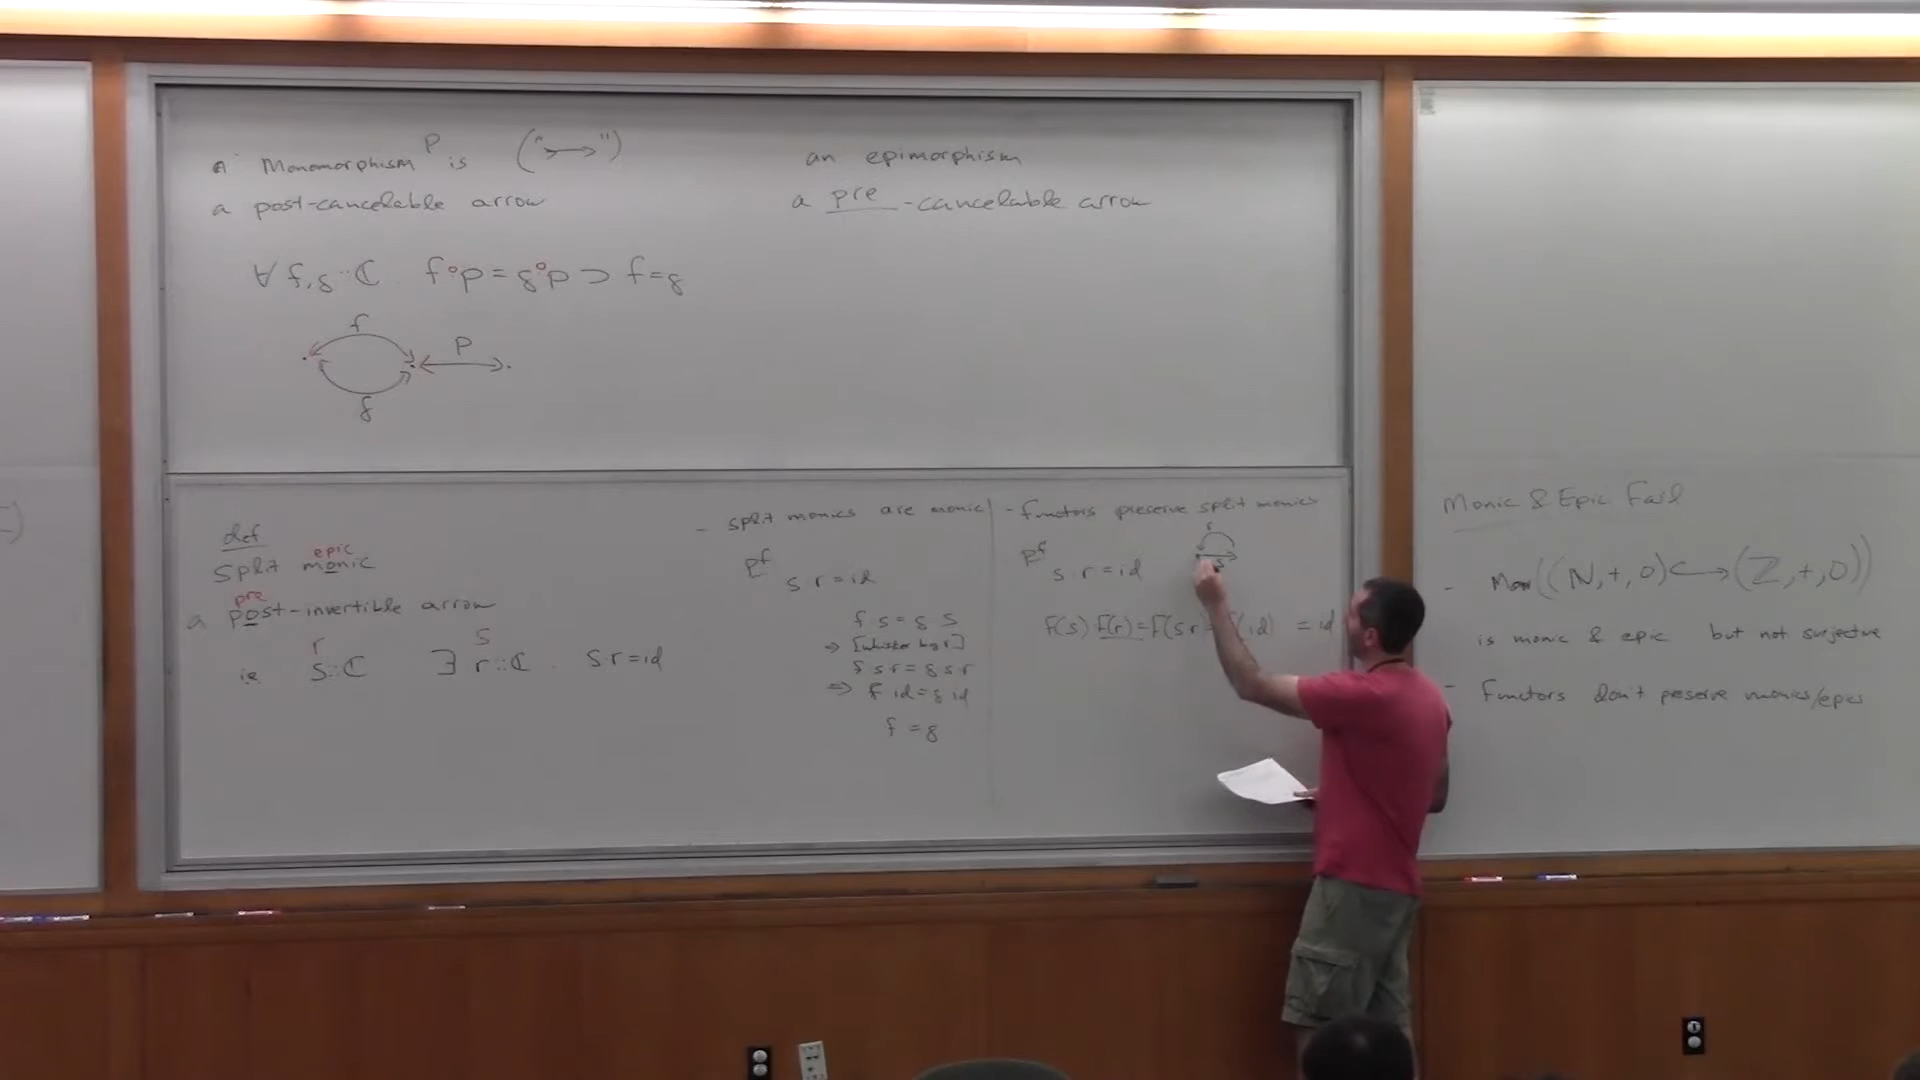 a Monomorphism P is (">→")
a post-cancelable arrow
∀ f, g :: ℂ . f∘p = g∘p ⊃ f = g
f
P
g
an epimorphism
a pre-cancelable arrow
def
epic
Split monic
pre
a post-invertible arrow
r s
ie s :: ℂ ∃ r :: ℂ . s·r = id
- split monics are monic
pf
s·r = id
f s = g s
⇒ [whisker by r]
f s r = g s r
⇒ f id = g id
f = g
- functors preserve split monics
r
s
pf
s·r = id
F(s) F(r) = F(s r) = F(id) = id
Monic & Epic Fail
- Mon((N, +, 0) ↪ (ℤ, +, 0))
is monic & epic but not surjective
- Functors don't preserve monics/epics